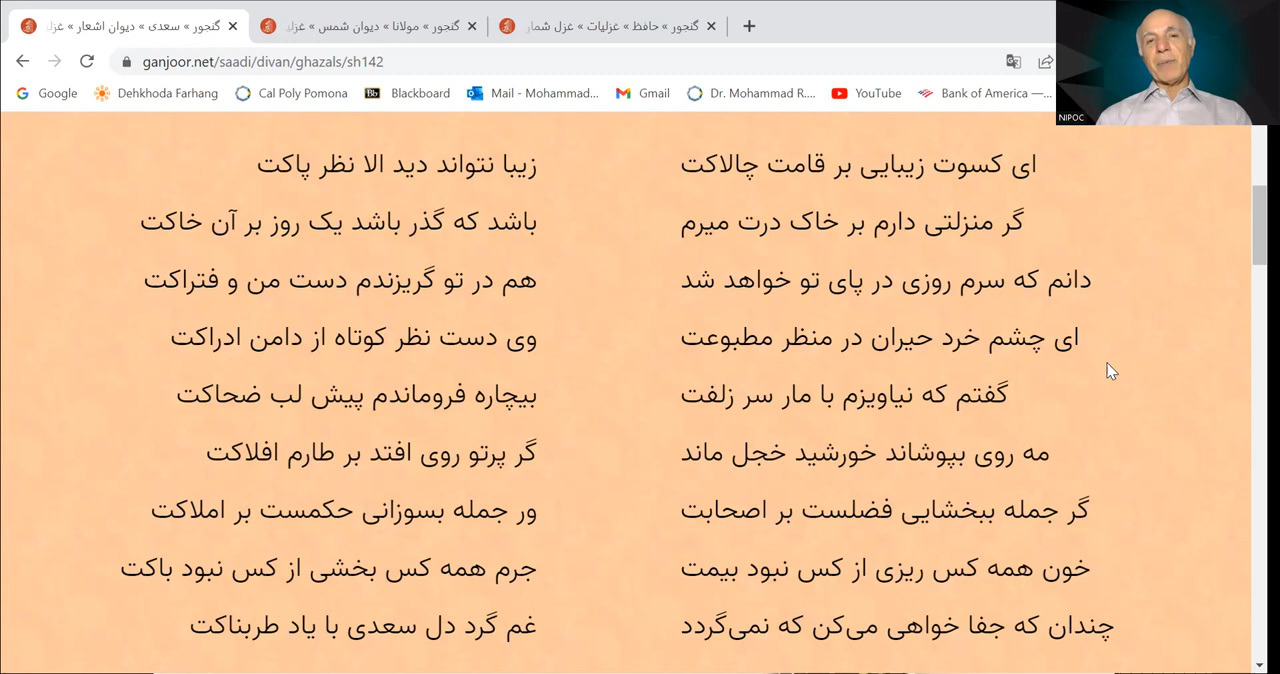 گنجور » سعدی » دیوان اشعار » غزلی
گنجور » مولانا » دیوان شمس » غزلی
گنجور » حافظ » غزلیات » غزل شمار
ganjoor.net/saadi/divan/ghazals/sh142
Google Dehkhoda Farhang Cal Poly Pomona Bb Blackboard Mail - Mohammad... Gmail Dr. Mohammad R.... YouTube Bank of America —...
NIPOC
ای کسوت زیبایی بر قامت چالاکت زیبا نتواند دید الا نظر پاکت
گر منزلتی دارم بر خاک درت میرم باشد که گذر باشد یک روز بر آن خاکت
دانم که سرم روزی در پای تو خواهد شد هم در تو گریزندم دست من و فتراکت
ای چشم خرد حیران در منظر مطبوعت وی دست نظر کوتاه از دامن ادراکت
گفتم که نیاویزم با مار سر زلفت بیچاره فروماندم پیش لب ضحاکت
مه روی بپوشاند خورشید خجل ماند گر پرتو روی افتد بر طارم افلاکت
گر جمله ببخشایی فضلست بر اصحابت ور جمله بسوزانی حکمست بر املاکت
خون همه کس ریزی از کس نبود بیمت جرم همه کس بخشی از کس نبود باکت
چندان که جفا خواهی می‌کن که نمی‌گردد غم گرد دل سعدی با یاد طربناکت